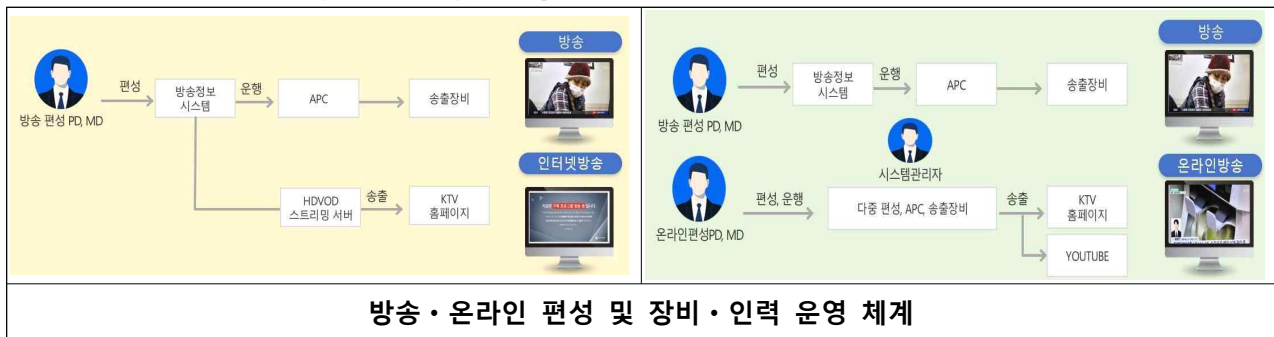 방송
편성
방송정보
시스템
운행
APC
송출장비
방송 편성 PD, MD
인터넷방송
HDVOD
스트리밍 서버
송출
KTV
홈페이지
방송
편성
방송정보
시스템
운행
APC
송출장비
방송 편성 PD, MD
시스템관리자
온라인방송
편성, 운행
다중 편성, APC, 송출장비
송출
KTV
홈페이지
온라인편성PD, MD
YOUTUBE
방송・온라인 편성 및 장비・인력 운영 체계